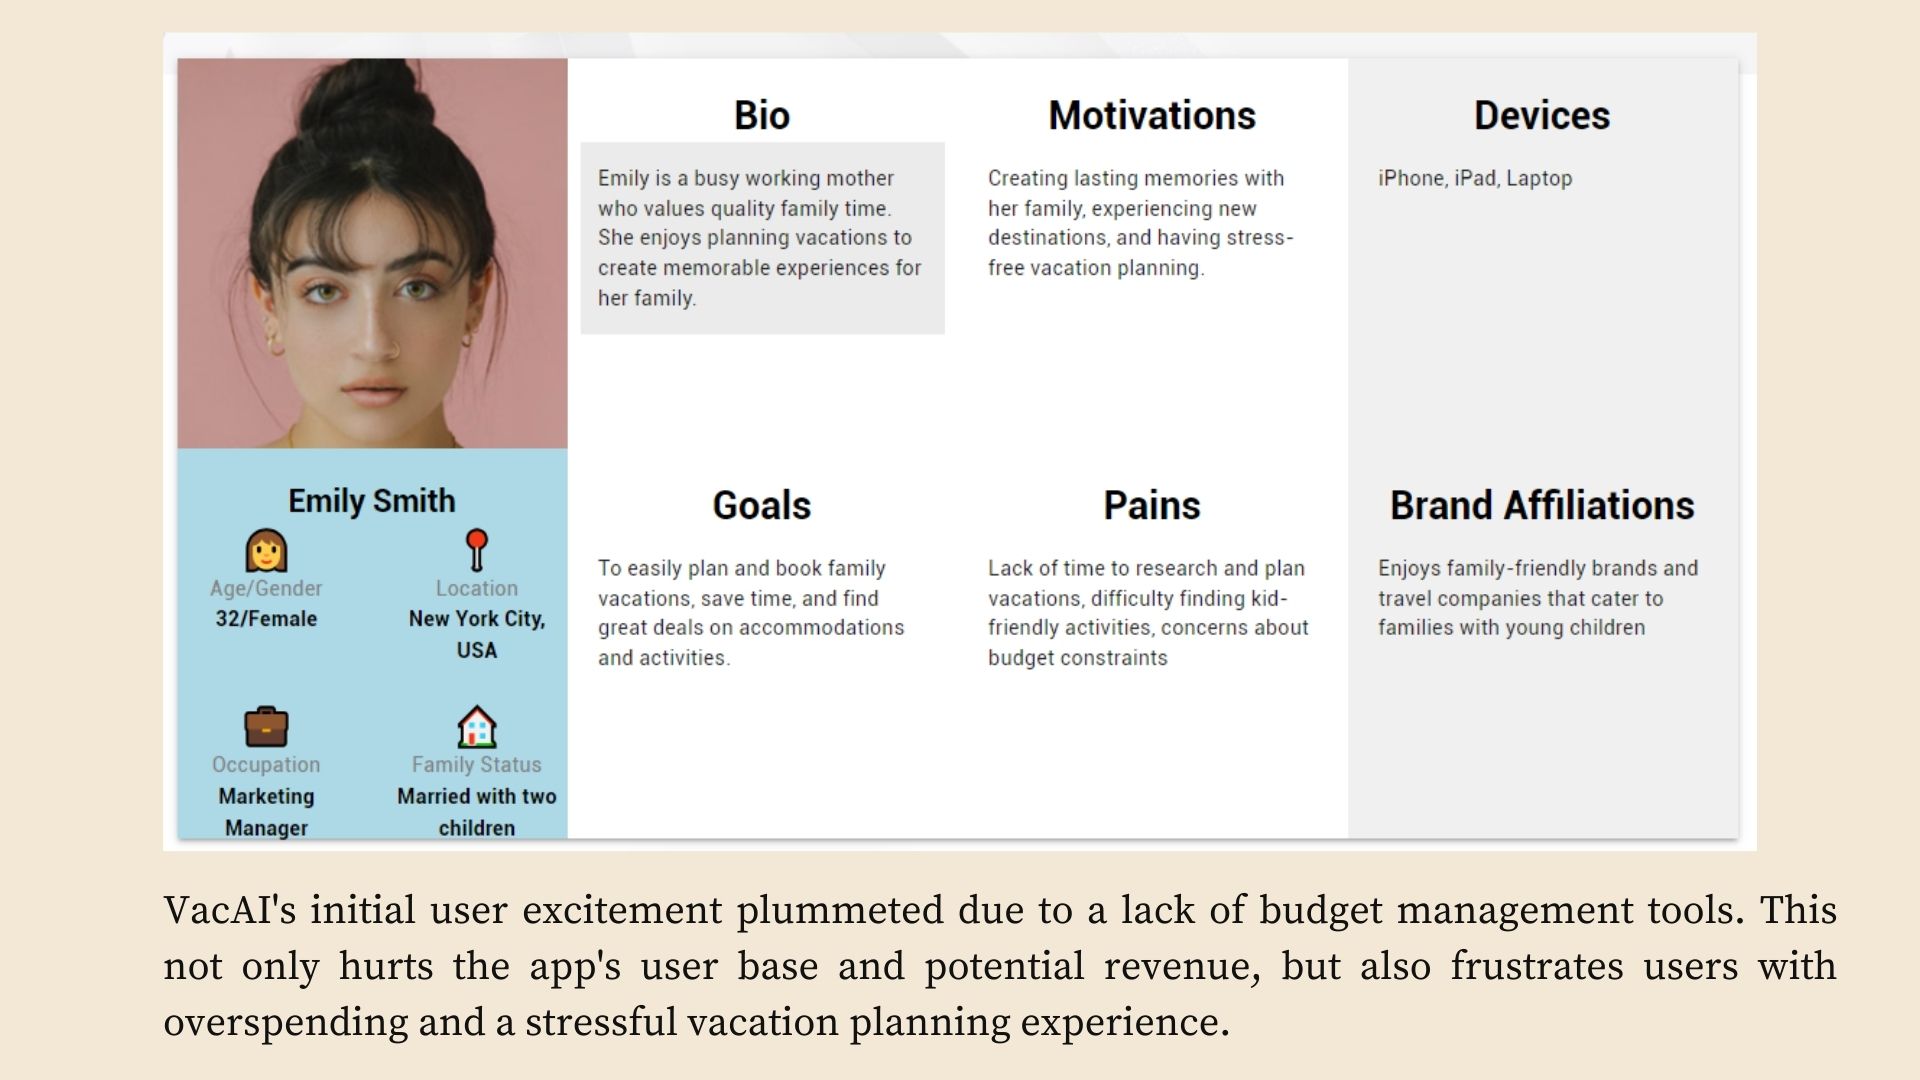 Bio
Emily is a busy working mother
who values quality family time.
She enjoys planning vacations to
create memorable experiences for
her family.
Motivations
Creating lasting memories with
her family, experiencing new
destinations, and having stress-
free vacation planning.
Devices
iPhone, iPad, Laptop
Emily Smith
Age/Gender
32/Female
Location
New York City,
USA
Occupation
Marketing
Manager
Family Status
Married with two
children
Goals
To easily plan and book family
vacations, save time, and find
great deals on accommodations
and activities.
Pains
Lack of time to research and plan
vacations, difficulty finding kid-
friendly activities, concerns about
budget constraints
Brand Affiliations
Enjoys family-friendly brands and
travel companies that cater to
families with young children
VacAI's initial user excitement plummeted due to a lack of budget management tools. This
not only hurts the app's user base and potential revenue, but also frustrates users with
overspending and a stressful vacation planning experience.